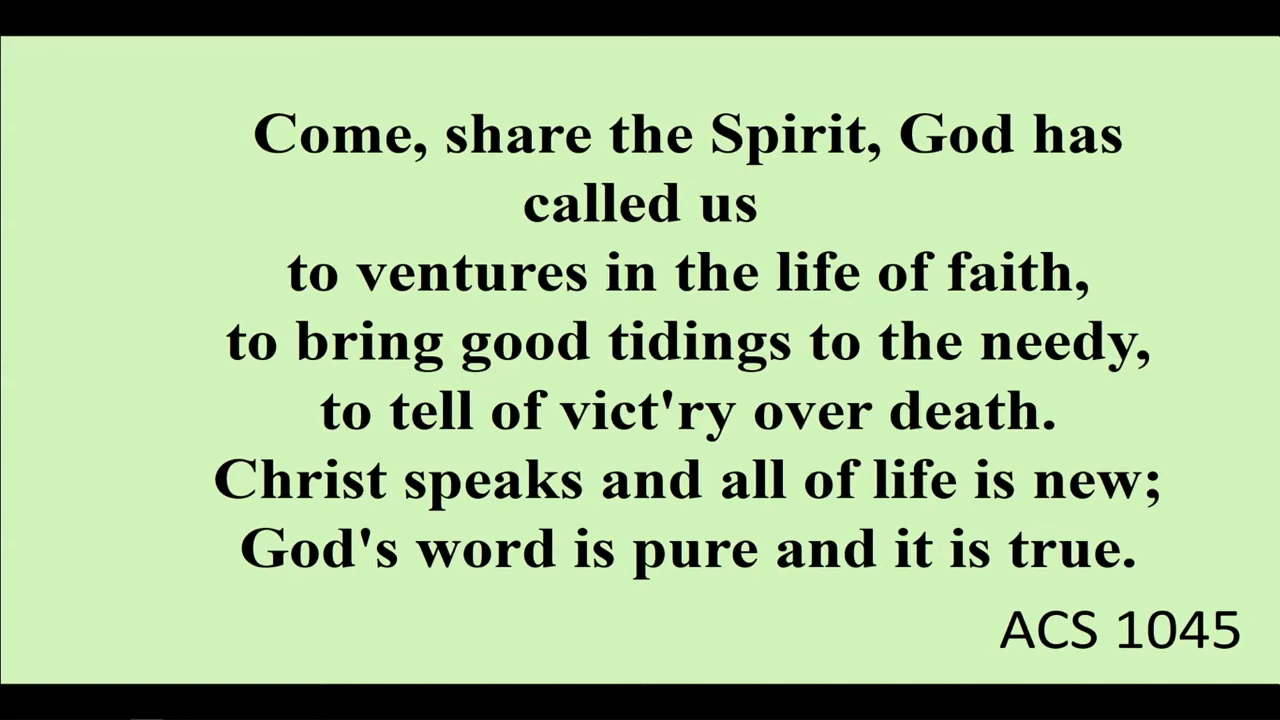 Come, share the Spirit, God has
called us
to ventures in the life of faith,
to bring good tidings to the needy,
to tell of vict'ry over death.
Christ speaks and all of life is new;
God's word is pure and it is true.
ACS 1045